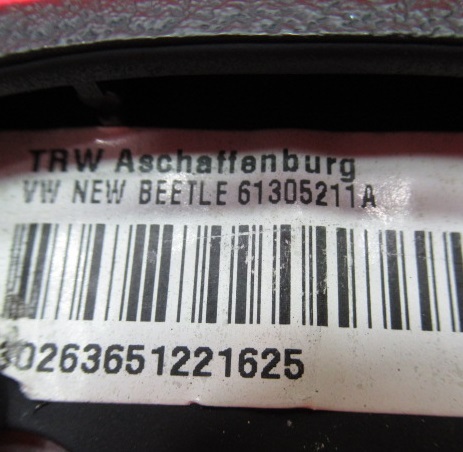 TRW Aschaffenburg
VW NEW BEETLE 61305211A
30263651221625